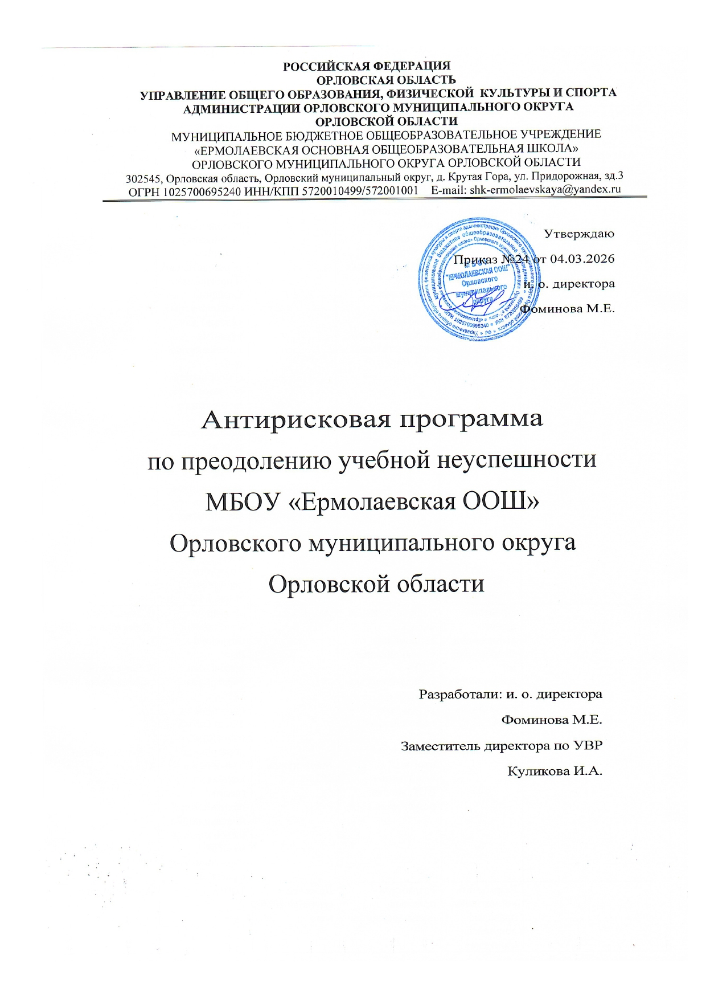 РОССИЙСКАЯ ФЕДЕРАЦИЯ
ОРЛОВСКАЯ ОБЛАСТЬ
УПРАВЛЕНИЕ ОБЩЕГО ОБРАЗОВАНИЯ, ФИЗИЧЕСКОЙ КУЛЬТУРЫ И СПОРТА
АДМИНИСТРАЦИИ ОРЛОВСКОГО МУНИЦИПАЛЬНОГО ОКРУГА
ОРЛОВСКОЙ ОБЛАСТИ
МУНИЦИПАЛЬНОЕ БЮДЖЕТНОЕ ОБЩЕОБРАЗОВАТЕЛЬНОЕ УЧРЕЖДЕНИЕ
«ЕРМОЛАЕВСКАЯ ОСНОВНАЯ ОБЩЕОБРАЗОВАТЕЛЬНАЯ ШКОЛА»
ОРЛОВСКОГО МУНИЦИПАЛЬНОГО ОКРУГА ОРЛОВСКОЙ ОБЛАСТИ
302545, Орловская область, Орловский муниципальный округ, д. Крутая Гора, ул. Придорожная, зд.3
ОГРН 1025700695240 ИНН/КПП 5720010499/572001001 E-mail: shk-ermolaevskaya@yandex.ru
Утверждаю
Приказ №24 от 04.03.2026
и. о. директора
Фоминова М.Е.
"ЕРМОЛАЕВСКАЯ ООШ"
Орловского
муниципального
округа
ОГРН 1025700695240 * ИНН 5720010499
Антирисковая программа
по преодолению учебной неуспешности
МБОУ «Ермолаевская ООШ»
Орловского муниципального округа
Орловской области
Разработали: и. о. директора
Фоминова М.Е.
Заместитель директора по УВР
Куликова И.А.